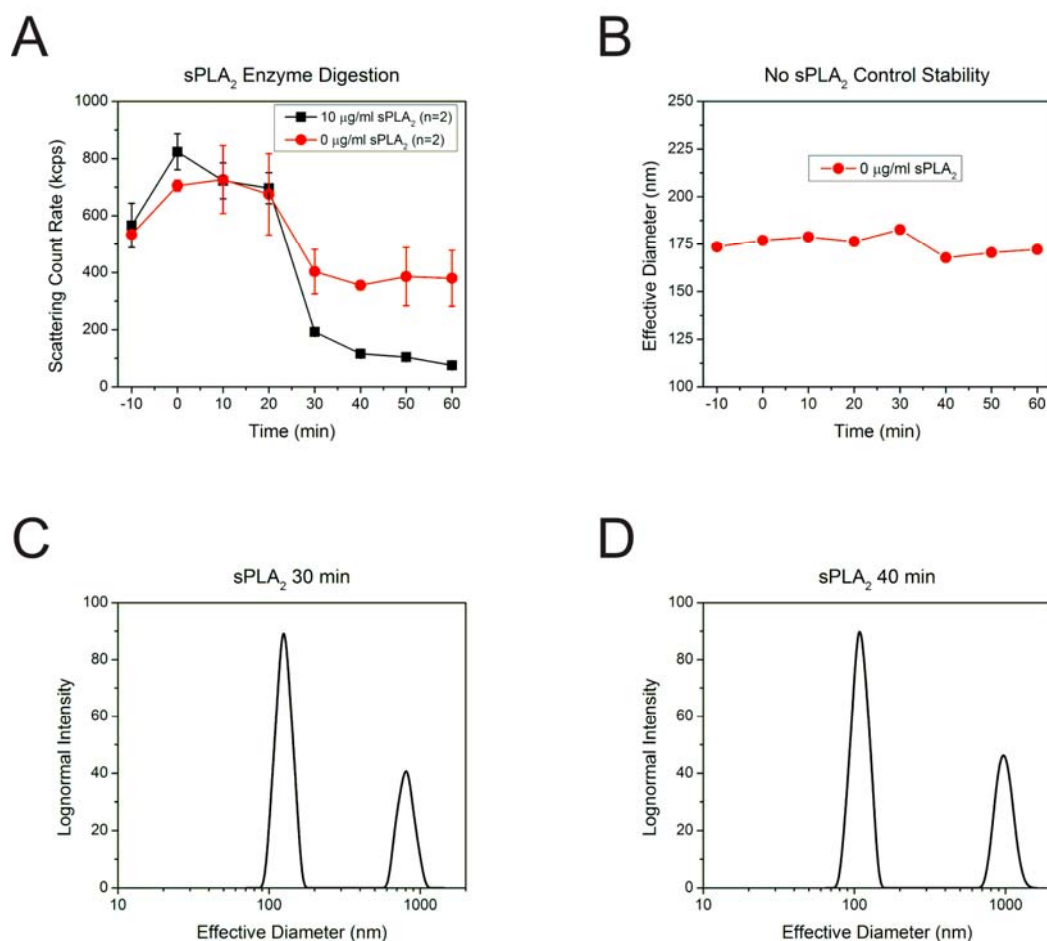 A
sPLA₂ Enzyme Digestion
Scattering Count Rate (kcps)
1000
800
600
400
200
0
10 μg/ml sPLA₂ (n=2)
0 μg/ml sPLA₂ (n=2)
-10 0 10 20 30 40 50 60
Time (min)
B
No sPLA₂ Control Stability
Effective Diameter (nm)
250
225
200
175
150
125
100
0 μg/ml sPLA₂
-10 0 10 20 30 40 50 60
Time (min)
C
sPLA₂ 30 min
Lognormal Intensity
100
80
60
40
20
0
10 100 1000
Effective Diameter (nm)
D
sPLA₂ 40 min
Lognormal Intensity
100
80
60
40
20
0
10 100 1000
Effective Diameter (nm)